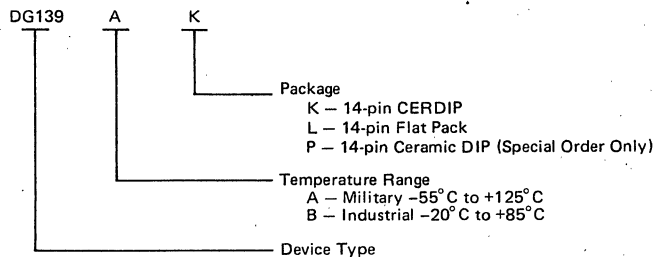 DG139 A K
Package
K — 14-pin CERDIP
L — 14-pin Flat Pack
P — 14-pin Ceramic DIP (Special Order Only)
Temperature Range
A — Military −55°C to +125°C
B — Industrial −20°C to +85°C
Device Type